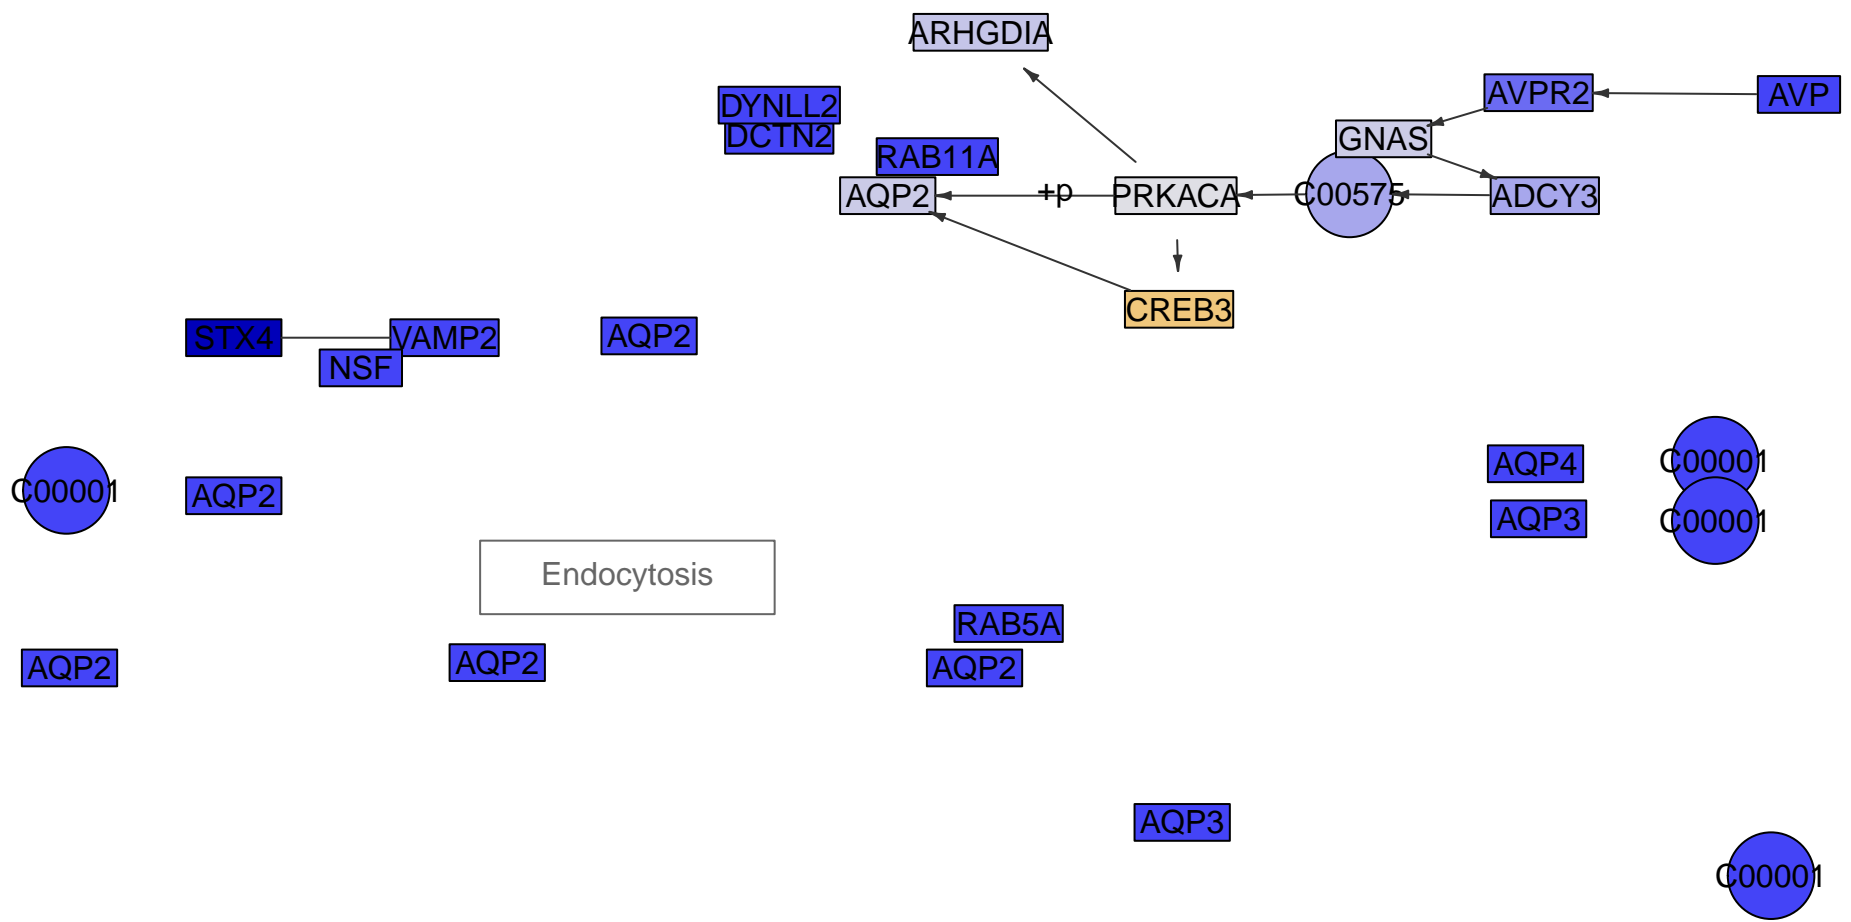 ARHGDIA
DYNLL2
AVPR2
AVP
DCTN2
GNAS
RAB11A
AQP2
+p
PRKACA
C00575
ADCY3
CREB3
STX4
VAMP2
AQP2
NSF
C00001
AQP2
AQP4
C00001
AQP3
C00001
Endocytosis
RAB5A
AQP2
AQP2
AQP2
AQP3
C00001